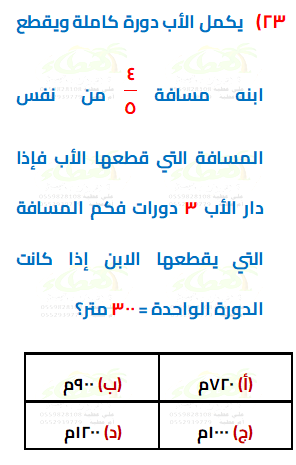 ٢٣) يكمل الأب دورة كاملة ويقطع
ابنه مسافة ٤/٥ من نفس
المسافة التي قطعها الأب فإذا
دار الأب ٣ دورات فكم المسافة
التي يقطعها الابن إذا كانت
الدورة الواحدة = ٣٠٠ متر؟
(أ) ٧٢٠م (ب) ٩٠٠م
(ج) ١٠٠٠م (د) ١٢٠٠م